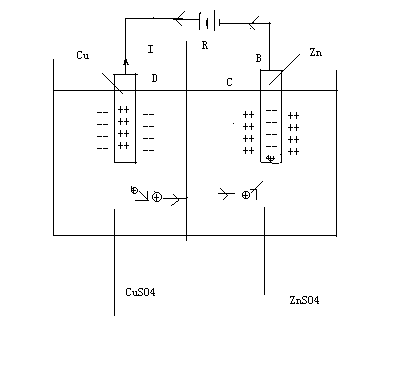 I
R
Cu
A
B
Zn
D
C
-- ++ -- ++ -- ++
-- ++ -- ++ -- ++
-- ++ -- ++ -- ++
-- ++ -- ++ -- ++
CuSO4
ZnSO4